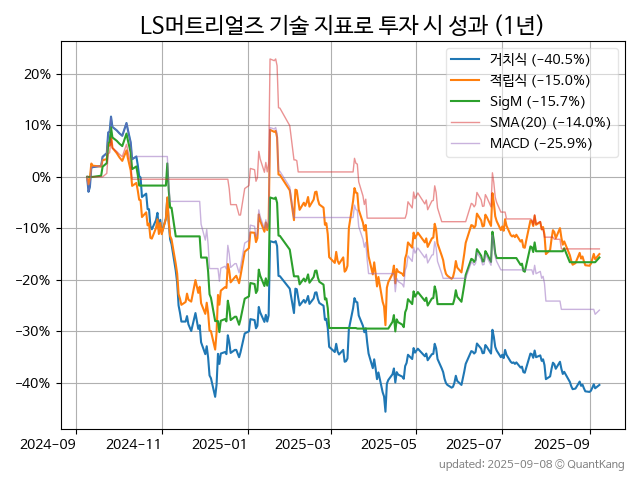 LS머트리얼즈 기술 지표로 투자 시 성과 (1년)
거치식 (−40.5%)
적립식 (−15.0%)
SigM (−15.7%)
SMA(20) (−14.0%)
MACD (−25.9%)
20%
10%
0%
−10%
−20%
−30%
−40%
2024-09
2024-11
2025-01
2025-03
2025-05
2025-07
2025-09
updated: 2025-09-08 © QuantKang